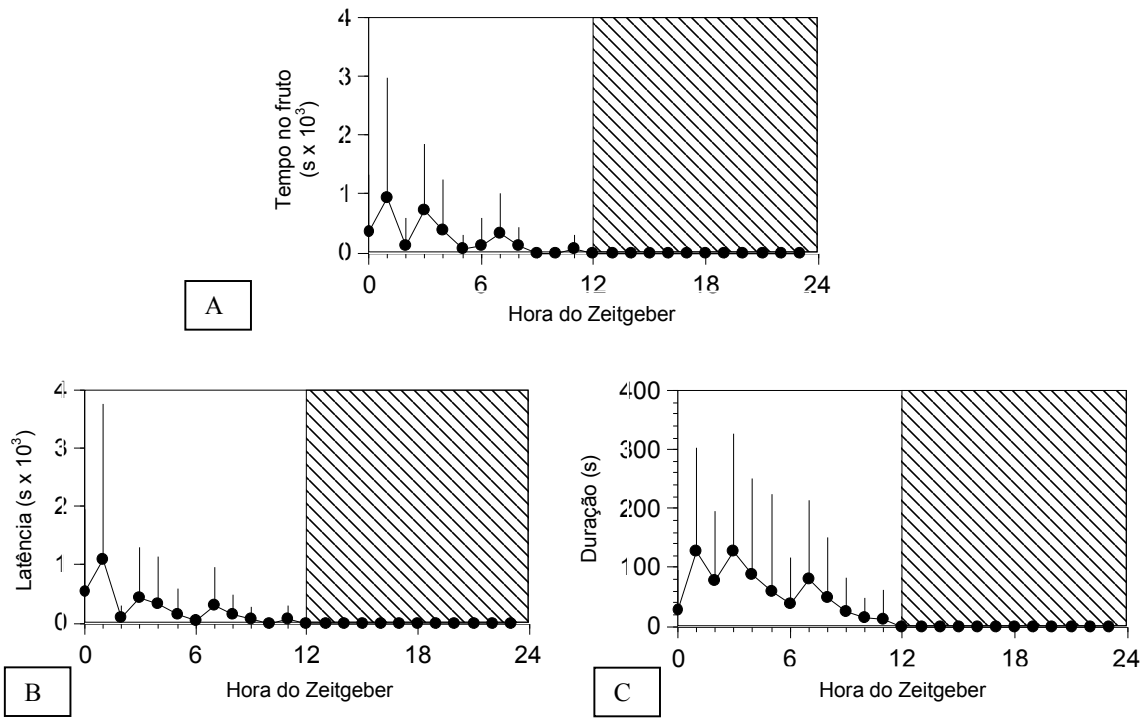 4
3
2
1
0
Tempo no fruto
(s x 10³)
0 6 12 18 24
Hora do Zeitgeber
A
4
3
2
1
0
Latência (s x 10³)
0 6 12 18 24
Hora do Zeitgeber
B
400
300
200
100
0
Duração (s)
0 6 12 18 24
Hora do Zeitgeber
C